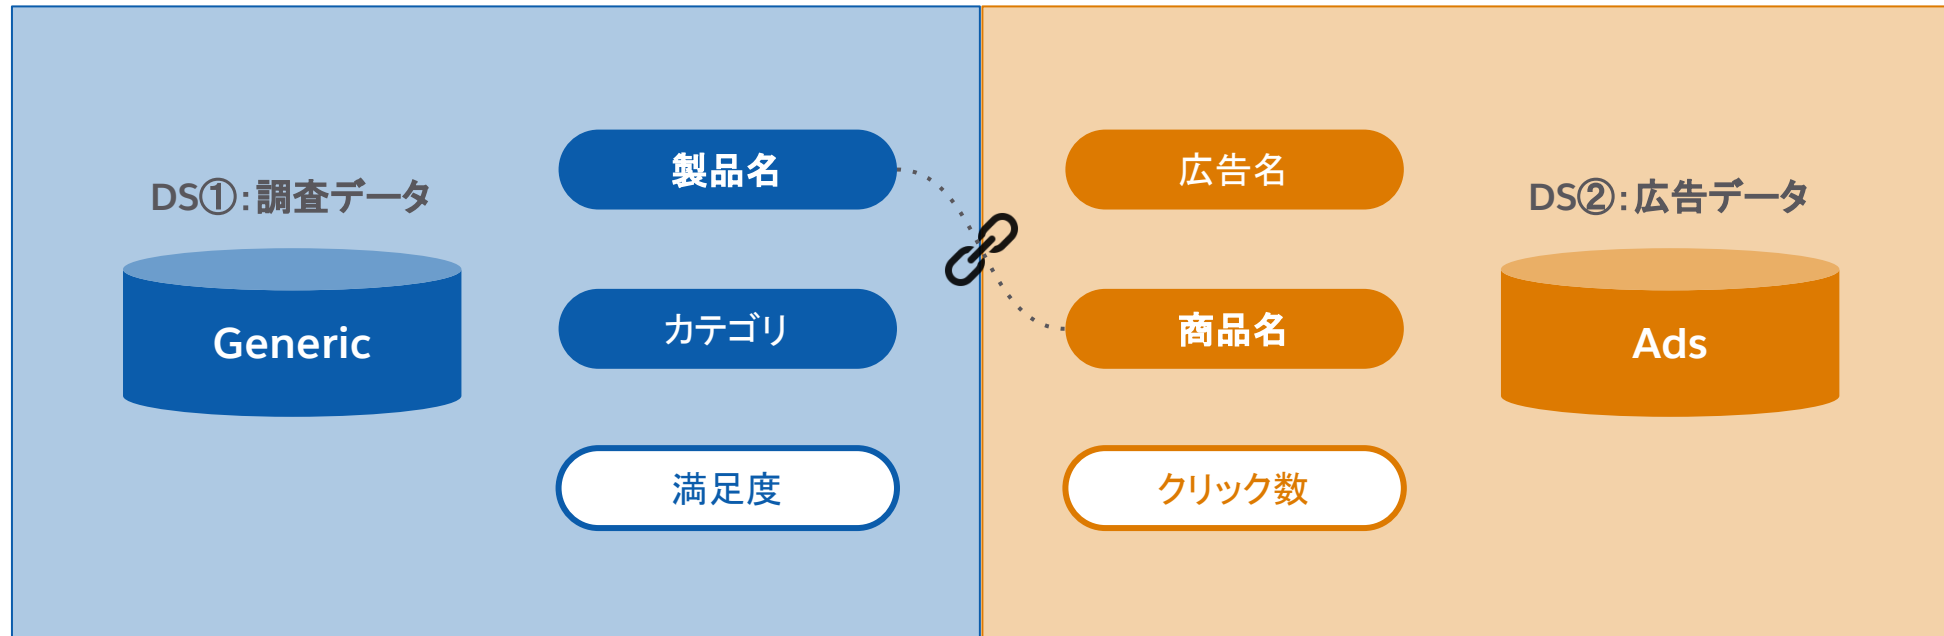 DS①:調査データ
Generic
製品名
カテゴリ
満足度
広告名
商品名
クリック数
DS②:広告データ
Ads